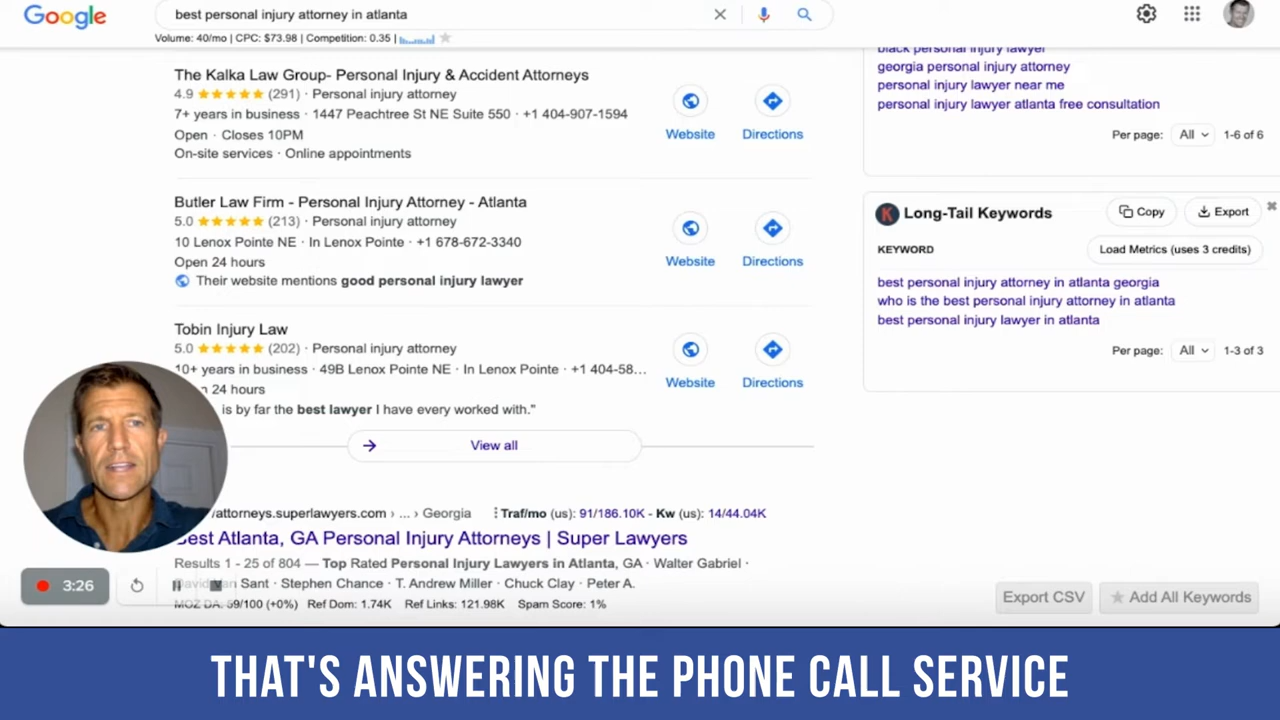 Google
best personal injury attorney in atlanta
Volume: 40/mo | CPC: $73.98 | Competition: 0.35 |
The Kalka Law Group- Personal Injury & Accident Attorneys
4.9 (291) · Personal injury attorney
7+ years in business · 1447 Peachtree St NE Suite 550 · +1 404-907-1594
Open · Closes 10PM
On-site services · Online appointments
Website
Directions
Butler Law Firm - Personal Injury Attorney - Atlanta
5.0 (213) · Personal injury attorney
10 Lenox Pointe NE · In Lenox Pointe · +1 678-672-3340
Open 24 hours
Their website mentions good personal injury lawyer
Website
Directions
Tobin Injury Law
5.0 (202) · Personal injury attorney
10+ years in business · 49B Lenox Pointe NE · In Lenox Pointe · +1 404-58...
24 hours
is by far the best lawyer I have every worked with."
Website
Directions
View all
attorneys.superlawyers.com › ... › Georgia
Traf/mo (us): 91/186.10K - Kw (us): 14/44.04K
Best Atlanta, GA Personal Injury Attorneys | Super Lawyers
Results 1 - 25 of 804 — Top Rated Personal Injury Lawyers in Atlanta, GA · Walter Gabriel ·
Sant · Stephen Chance · T. Andrew Miller · Chuck Clay · Peter A.
MOZ DA: 59/100 (+0%) Ref Dom: 1.74K Ref Links: 121.98K Spam Score: 1%
3:26
black personal injury lawyer
georgia personal injury attorney
personal injury lawyer near me
personal injury lawyer atlanta free consultation
Per page: All 1-6 of 6
K Long-Tail Keywords
Copy
Export
KEYWORD
Load Metrics (uses 3 credits)
best personal injury attorney in atlanta georgia
who is the best personal injury attorney in atlanta
best personal injury lawyer in atlanta
Per page: All 1-3 of 3
Export CSV
Add All Keywords
THAT'S ANSWERING THE PHONE CALL SERVICE